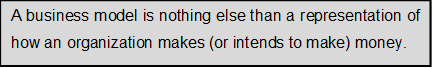 A business model is nothing else than a representation of
how an organization makes (or intends to make) money.